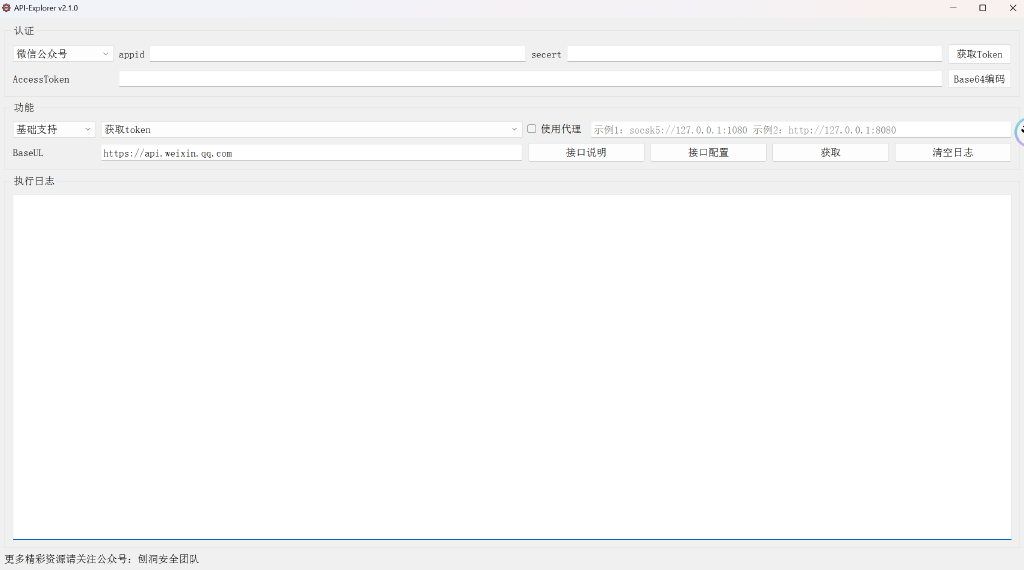 API-Explorer v2.1.0
认证
微信公众号 appid secert 获取Token
AccessToken Base64编码
功能
基础支持 获取token 使用代理 示例1: socsk5://127.0.0.1:1080 示例2: http://127.0.0.1:8080
BaseUL https://api.weixin.qq.com 接口说明 接口配置 获取 清空日志
执行日志
更多精彩资源请关注公众号: 刨洞安全团队